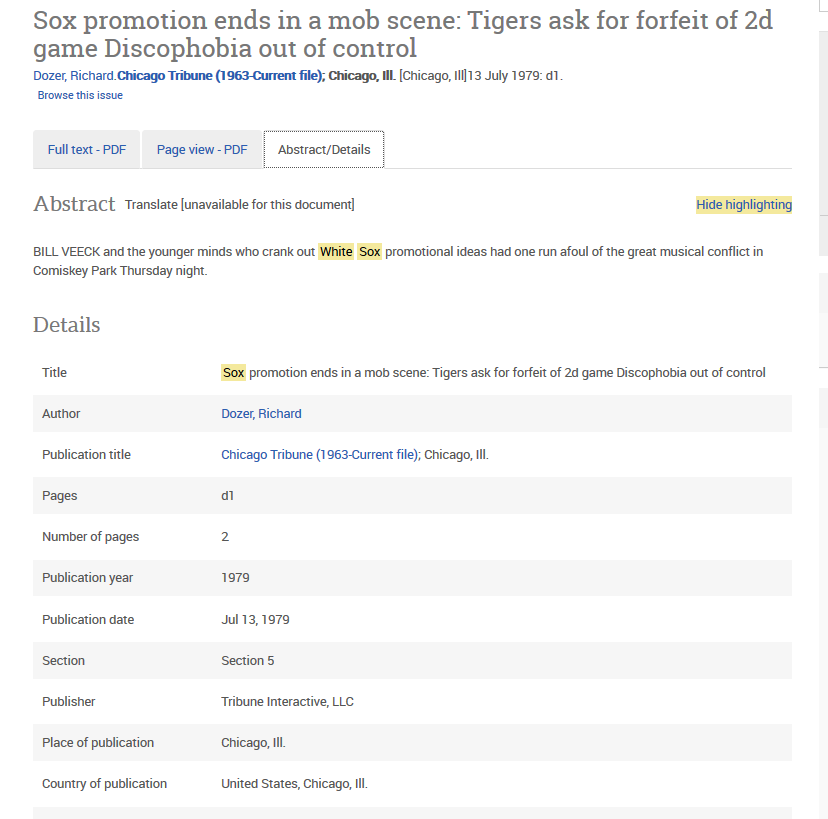 Sox promotion ends in a mob scene: Tigers ask for forfeit of 2d
game Discophobia out of control
Dozer, Richard.Chicago Tribune (1963-Current file); Chicago, Ill. [Chicago, Ill]13 July 1979: d1.
Browse this issue
Full text - PDF
Page view - PDF
Abstract/Details
Abstract Translate [unavailable for this document]
Hide highlighting
BILL VEECK and the younger minds who crank out White Sox promotional ideas had one run afoul of the great musical conflict in
Comiskey Park Thursday night.
Details
Title Sox promotion ends in a mob scene: Tigers ask for forfeit of 2d game Discophobia out of control
Author Dozer, Richard
Publication title Chicago Tribune (1963-Current file); Chicago, Ill.
Pages d1
Number of pages 2
Publication year 1979
Publication date Jul 13, 1979
Section Section 5
Publisher Tribune Interactive, LLC
Place of publication Chicago, Ill.
Country of publication United States, Chicago, Ill.